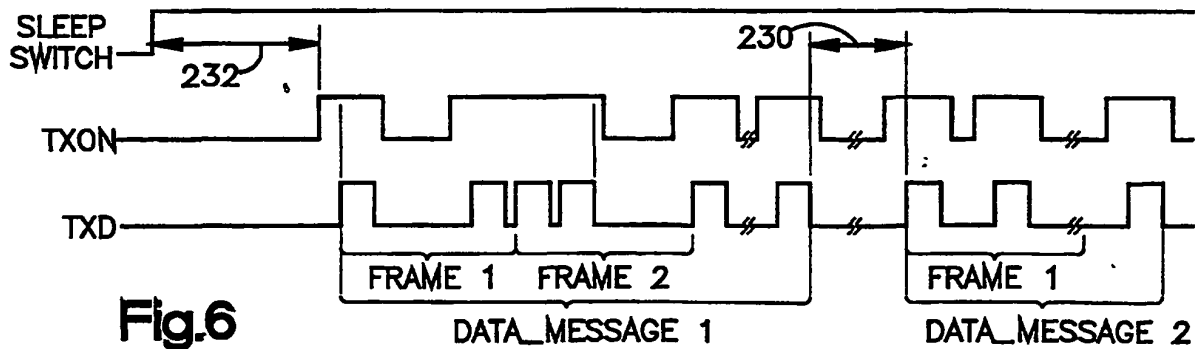 SLEEP
SWITCH
232
230
TXON
TXD
FRAME 1
FRAME 2
FRAME 1
DATA_MESSAGE 1
DATA_MESSAGE 2
Fig.6